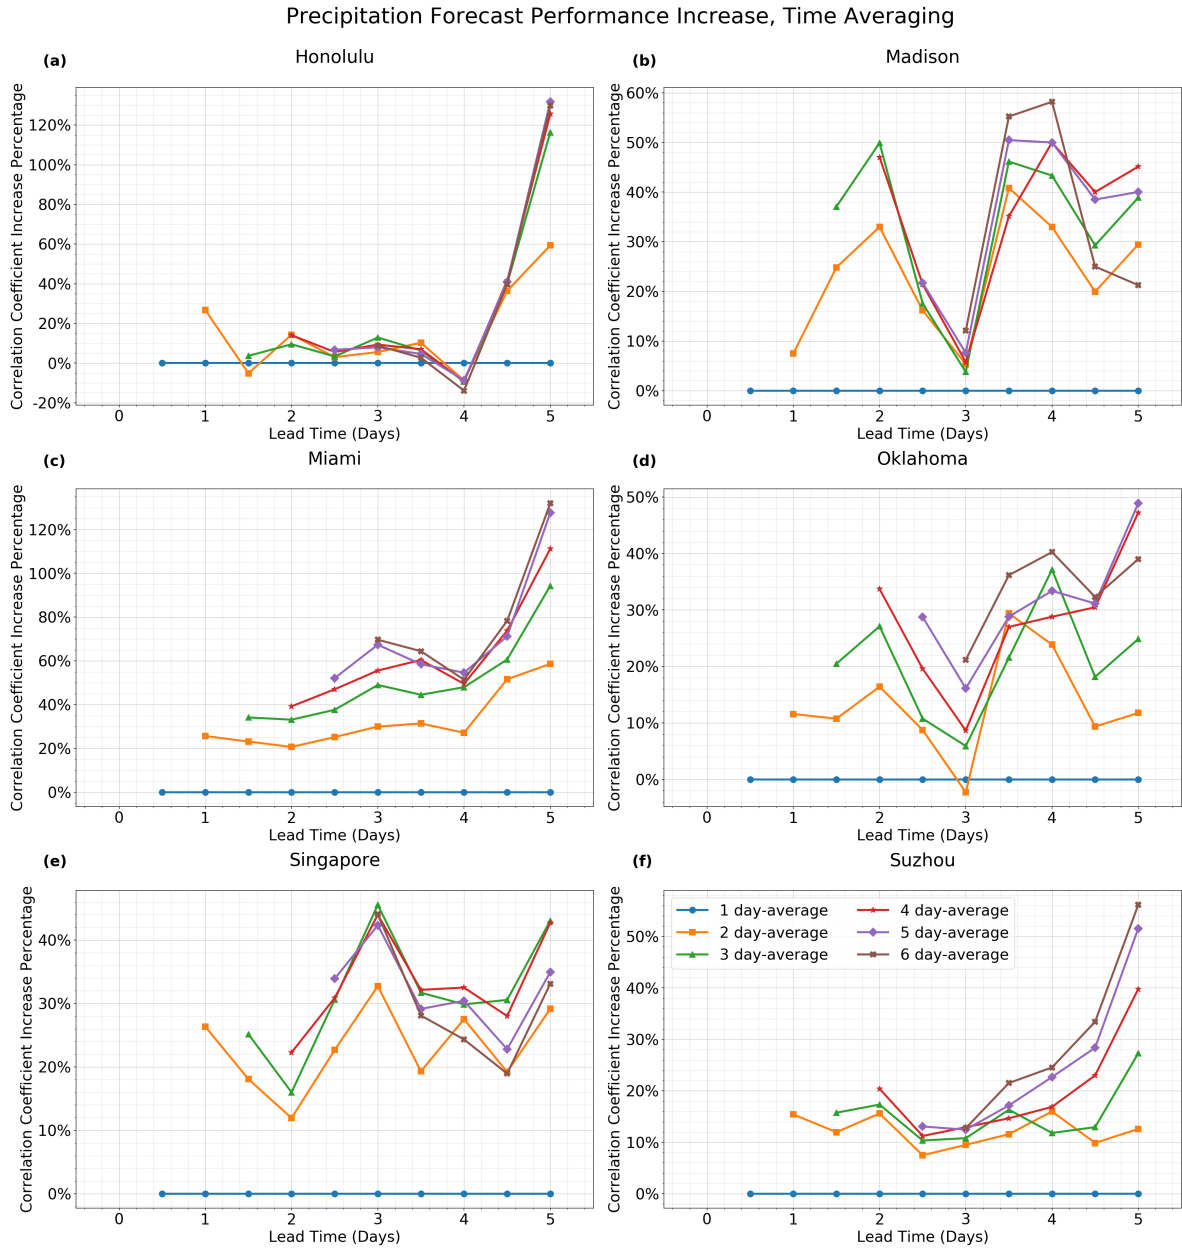 Precipitation Forecast Performance Increase, Time Averaging
(a)
Honolulu
Correlation Coefficient Increase Percentage
120%
100%
80%
60%
40%
20%
0%
-20%
0 1 2 3 4 5
Lead Time (Days)
(b)
Madison
Correlation Coefficient Increase Percentage
60%
50%
40%
30%
20%
10%
0%
0 1 2 3 4 5
Lead Time (Days)
(c)
Miami
Correlation Coefficient Increase Percentage
120%
100%
80%
60%
40%
20%
0%
0 1 2 3 4 5
Lead Time (Days)
(d)
Oklahoma
Correlation Coefficient Increase Percentage
50%
40%
30%
20%
10%
0%
0 1 2 3 4 5
Lead Time (Days)
(e)
Singapore
Correlation Coefficient Increase Percentage
40%
30%
20%
10%
0%
0 1 2 3 4 5
Lead Time (Days)
(f)
Suzhou
Correlation Coefficient Increase Percentage
1 day-average
2 day-average
3 day-average
4 day-average
5 day-average
6 day-average
50%
40%
30%
20%
10%
0%
0 1 2 3 4 5
Lead Time (Days)